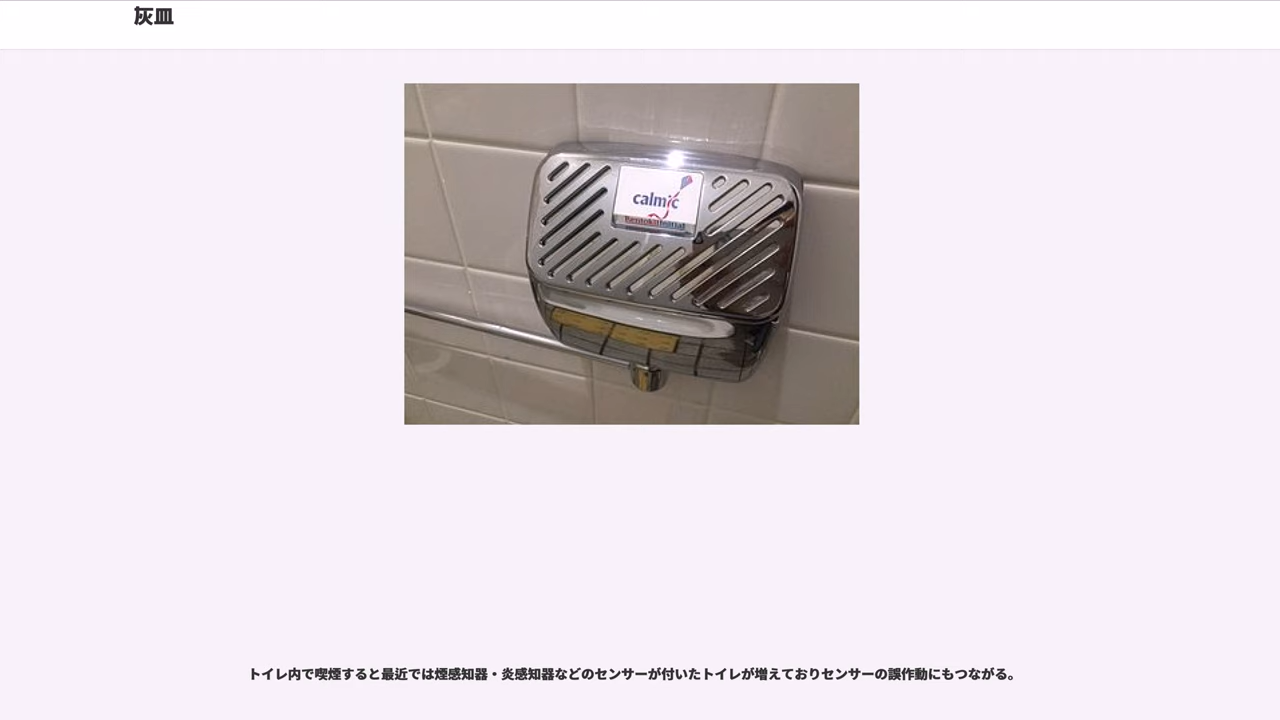 灰皿
calmic
Rentokil Initial
トイレ内で喫煙すると最近では煙感知器・炎感知器などのセンサーが付いたトイレが増えておりセンサーの誤作動にもつながる。